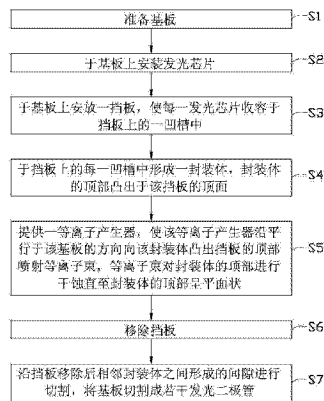 准备基板
S1
于基板上安装发光芯片
S2
于基板上安放一挡板，使每一发光芯片收容于
挡板上的一凹槽中
S3
于挡板上的每一凹槽中形成一封装体，封装体
的顶部凸出于该挡板的顶面
S4
提供一等离子产生器，使该等离子产生器沿平
行于该基板的方向向该封装体凸出挡板的顶部
喷射等离子束，等离子束对封装体的顶部进行
干蚀直至封装体的顶部呈平面状
S5
移除挡板
S6
沿挡板移除后相邻封装体之间形成的间隙进行
切割，将基板切割成若干发光二极管
S7